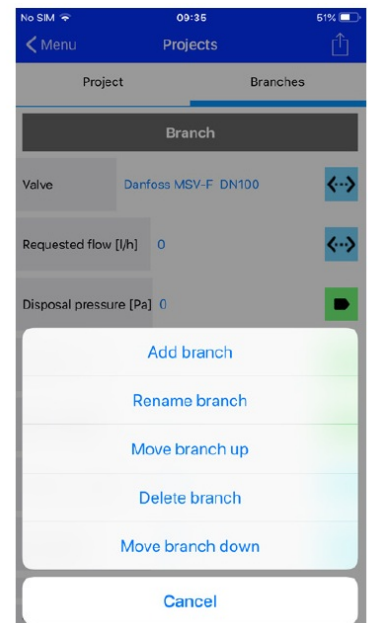 No SIM 09:35 51%
Menu Projects
Project Branches
Branch
Valve Danfoss MSV-F DN100
Requested flow [l/h] 0
Disposal pressure [Pa] 0
Add branch
Rename branch
Move branch up
Delete branch
Move branch down
Cancel